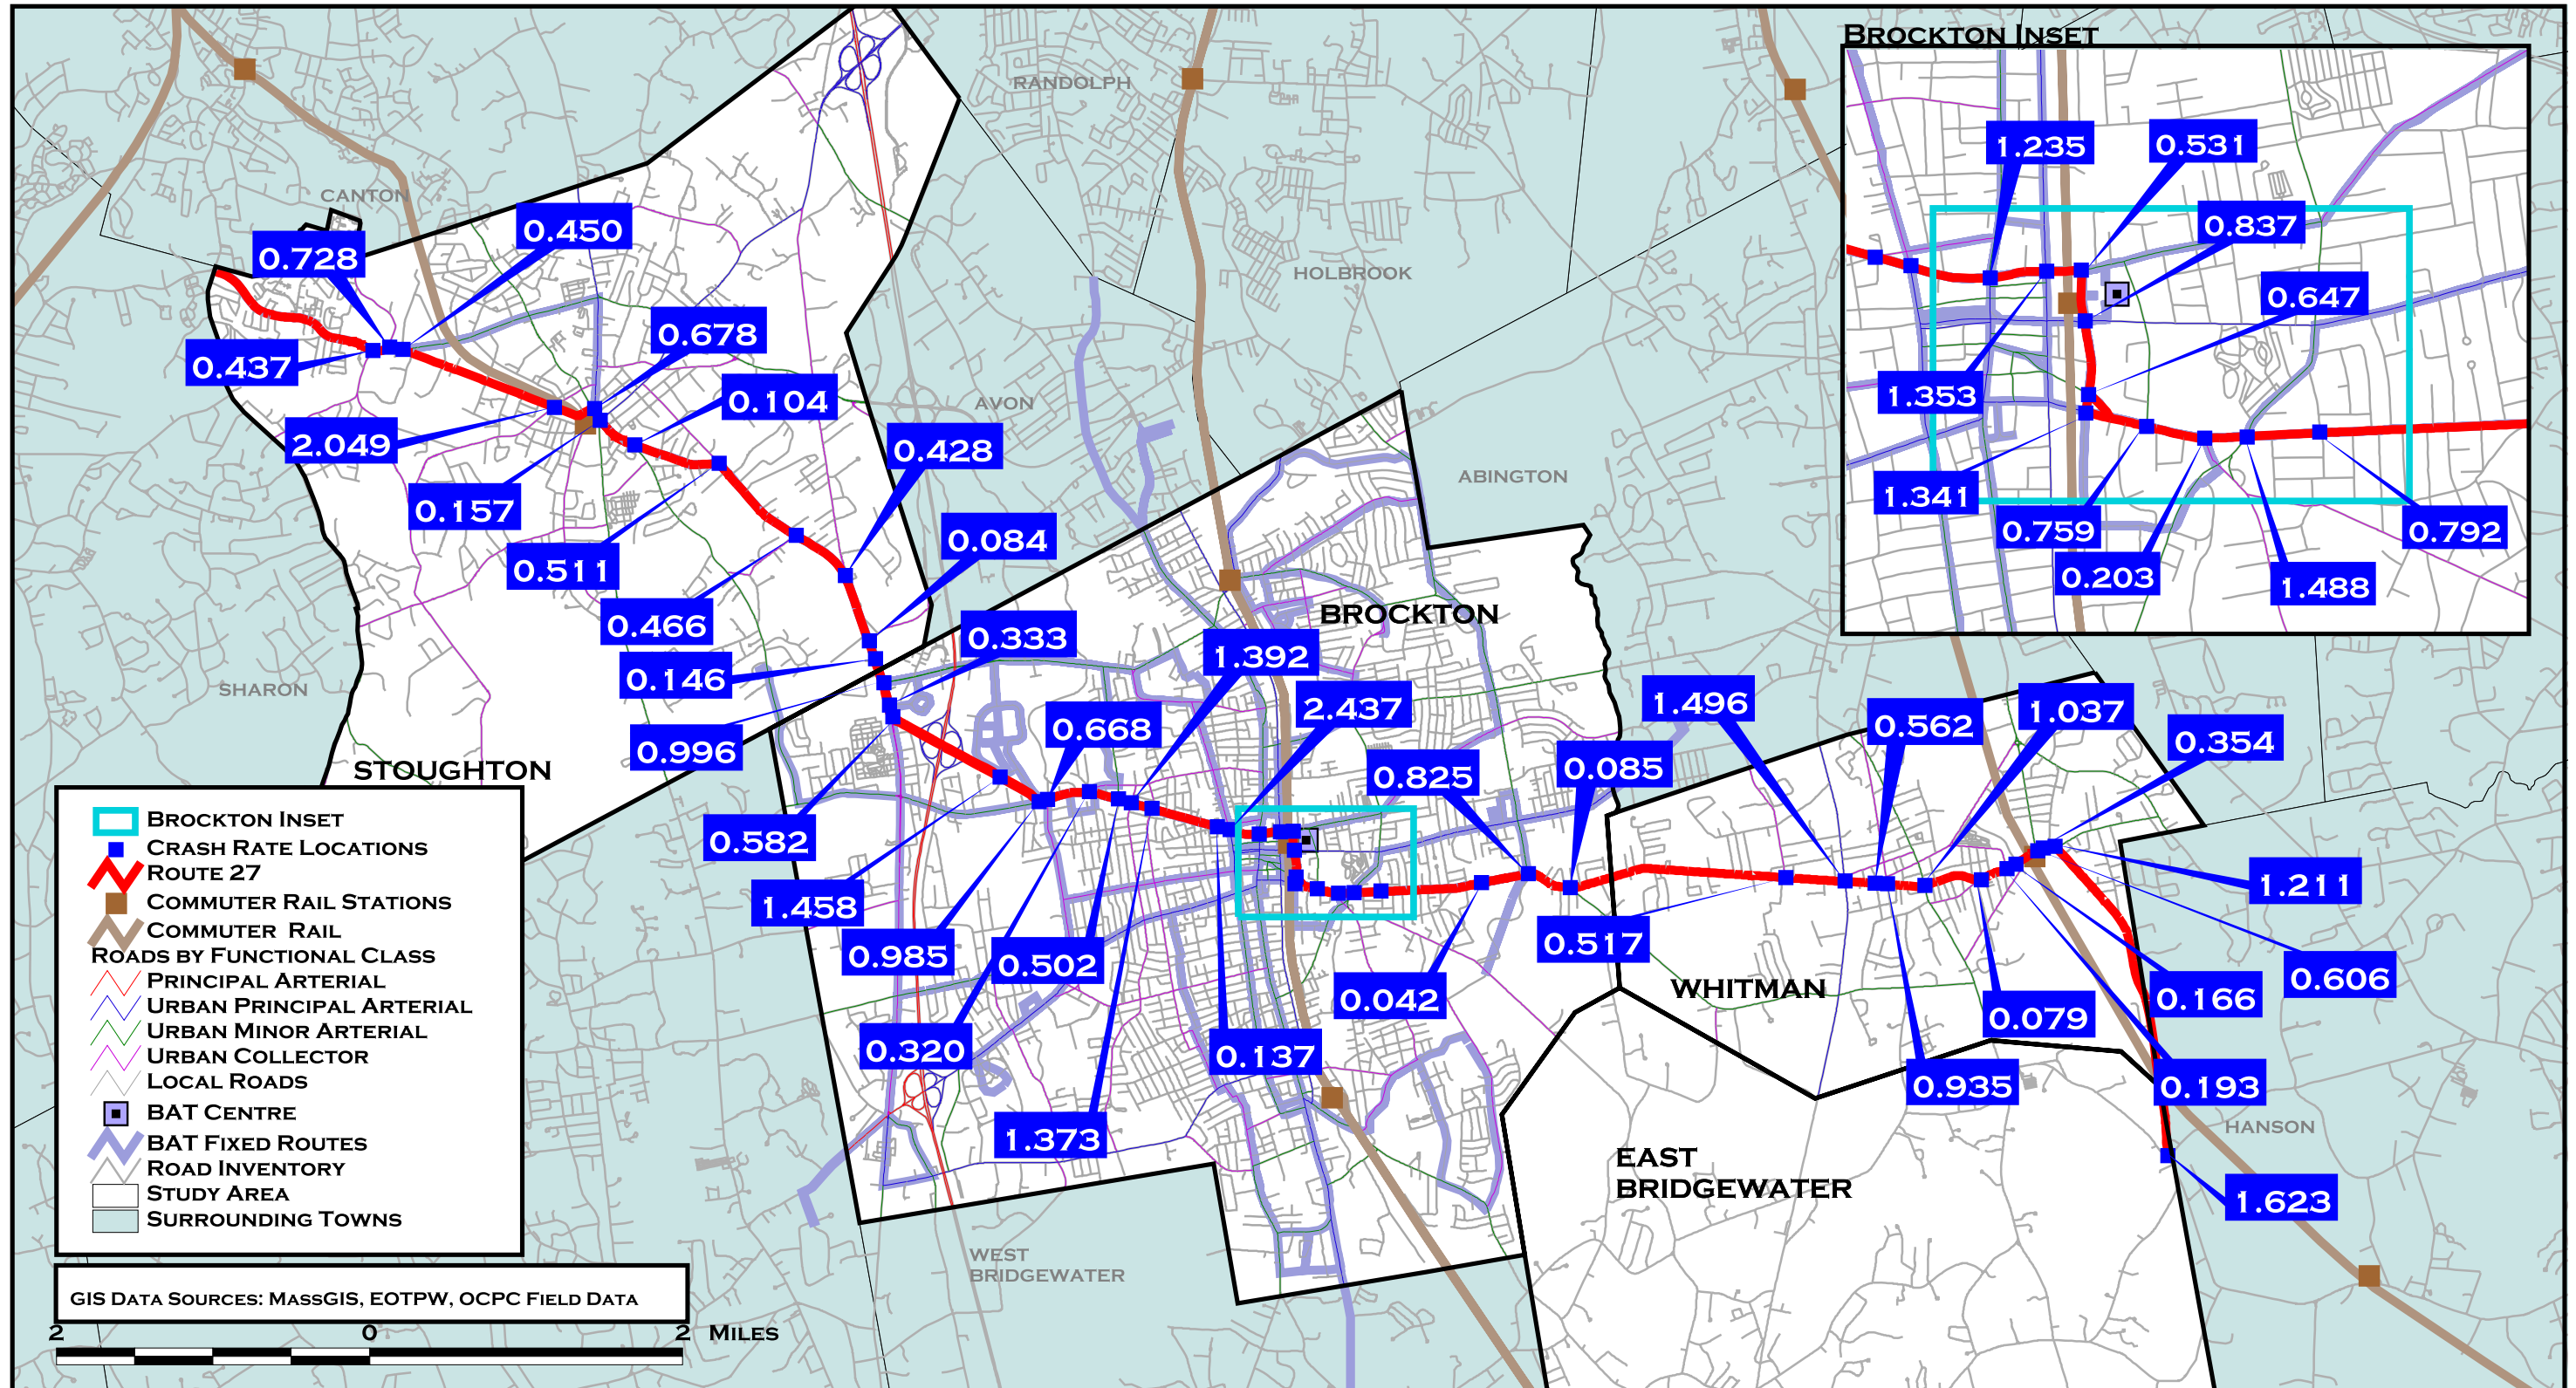 BROCKTON INSET
RANDOLPH
CANTON
HOLBROOK
AVON
ABINGTON
SHARON
STOUGHTON
BROCKTON
WHITMAN
EAST
BRIDGEWATER
WEST
BRIDGEWATER
HANSON
0.728
0.450
0.437
0.678
2.049
0.104
0.157
0.428
0.511
0.084
0.466
0.146
0.333
0.996
0.582
1.392
0.668
2.437
1.458
0.825
0.085
0.985
0.502
0.320
1.373
0.137
0.042
0.517
1.496
0.562
1.037
0.354
1.211
0.606
0.166
0.079
0.193
0.935
1.623
1.235
0.531
0.837
0.647
1.353
1.341
0.759
0.203
1.488
0.792
BROCKTON INSET
CRASH RATE LOCATIONS
ROUTE 27
COMMUTER RAIL STATIONS
COMMUTER RAIL
ROADS BY FUNCTIONAL CLASS
PRINCIPAL ARTERIAL
URBAN PRINCIPAL ARTERIAL
URBAN MINOR ARTERIAL
URBAN COLLECTOR
LOCAL ROADS
BAT CENTRE
BAT FIXED ROUTES
ROAD INVENTORY
STUDY AREA
SURROUNDING TOWNS
GIS DATA SOURCES: MASSGIS, EOTPW, OCPC FIELD DATA
2 0 2 MILES